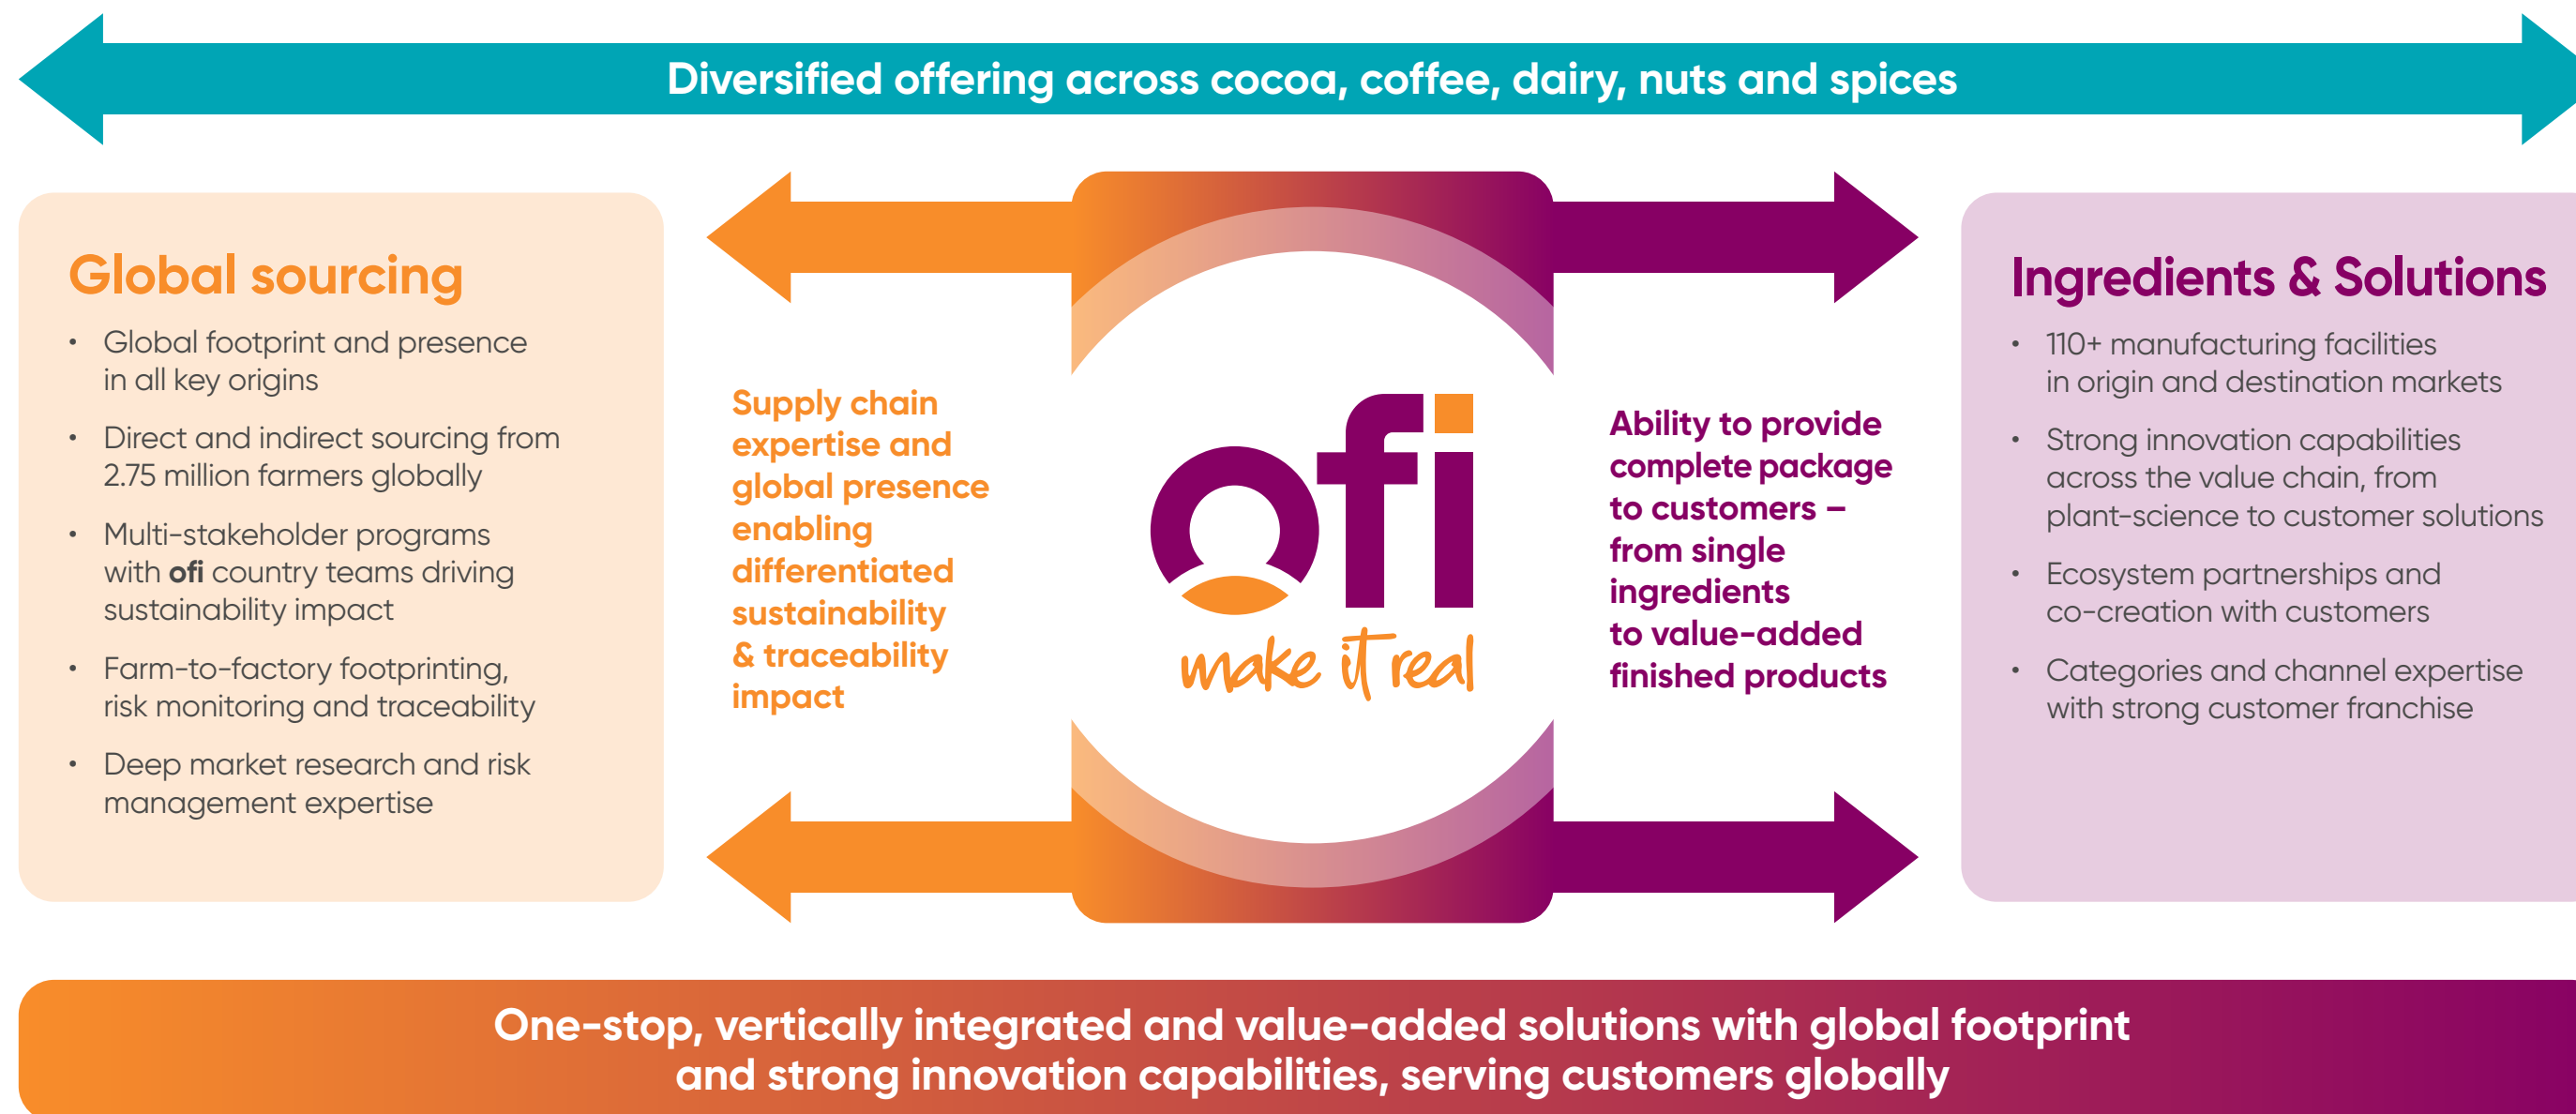 Diversified offering across cocoa, coffee, dairy, nuts and spices
Global sourcing
• Global footprint and presence
in all key origins
• Direct and indirect sourcing from
2.75 million farmers globally
• Multi-stakeholder programs
with ofi country teams driving
sustainability impact
• Farm-to-factory footprinting,
risk monitoring and traceability
• Deep market research and risk
management expertise
Supply chain
expertise and
global presence
enabling
differentiated
sustainability
& traceability
impact
ofi
make it real
Ability to provide
complete package
to customers –
from single
ingredients
to value-added
finished products
Ingredients & Solutions
• 110+ manufacturing facilities
in origin and destination markets
• Strong innovation capabilities
across the value chain, from
plant-science to customer solutions
• Ecosystem partnerships and
co-creation with customers
• Categories and channel expertise
with strong customer franchise
One-stop, vertically integrated and value-added solutions with global footprint
and strong innovation capabilities, serving customers globally